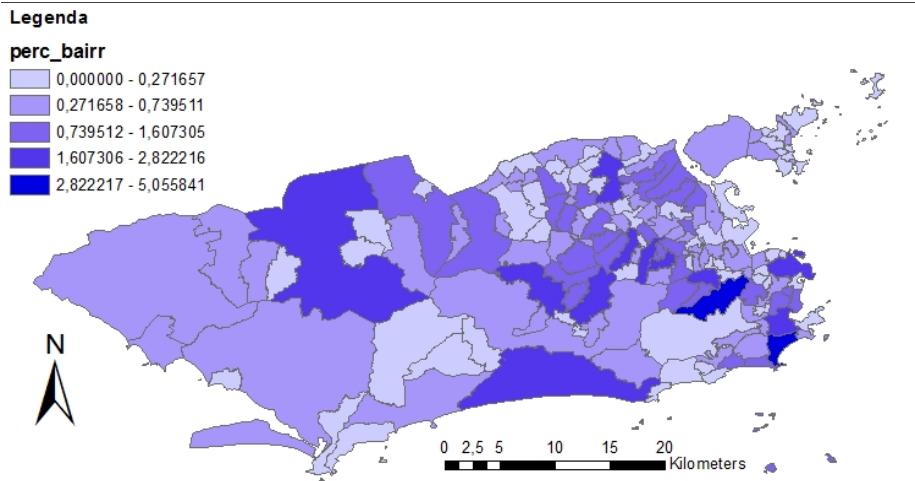 Legenda
perc_bairr
0,000000 - 0,271657
0,271658 - 0,739511
0,739512 - 1,607305
1,607306 - 2,822216
2,822217 - 5,055841
N
0 2,5 5 10 15 20
Kilometers